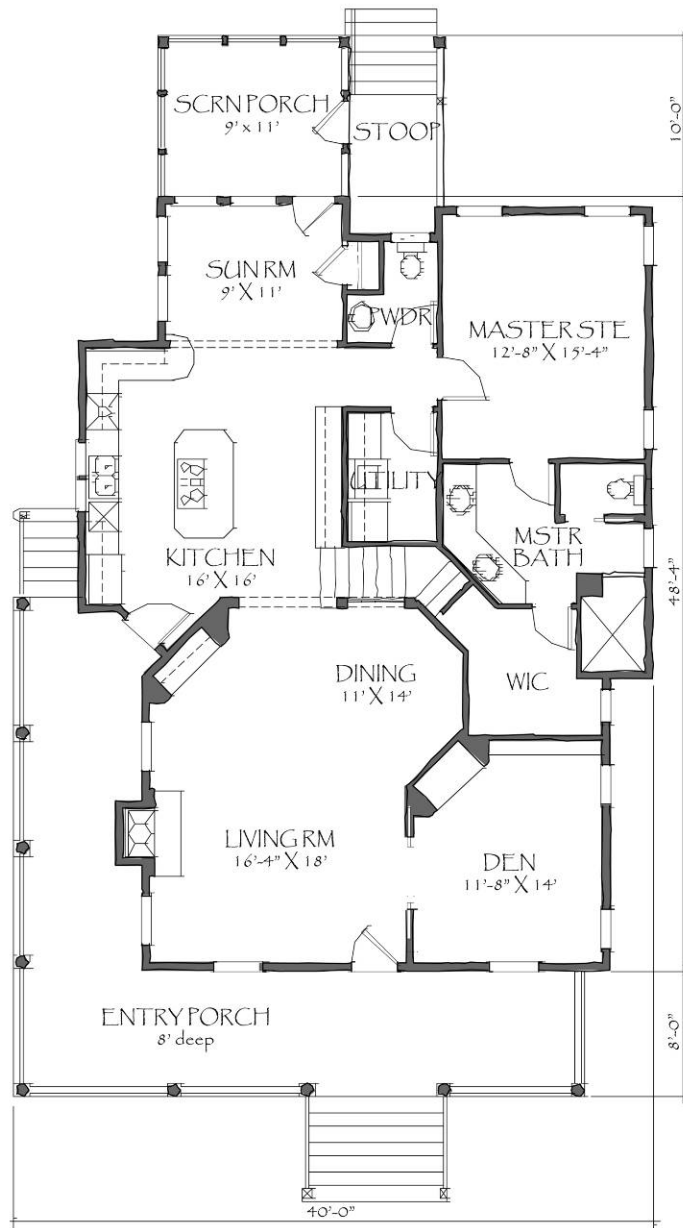 SCRN PORCH
9' x 11'
STOOP
10'-0"
SUN RM
9' X 11'
PWDR
MASTER STE
12'-8" X 15'-4"
UTILITY
MSTR
BATH
KITCHEN
16' X 16'
48'-4"
DINING
11' X 14'
WIC
LIVING RM
16'-4" X 18'
DEN
11'-8" X 14'
ENTRY PORCH
8' deep
8'-0"
40'-0"